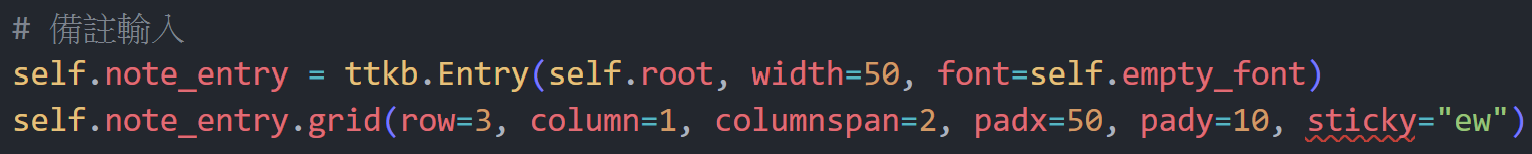 # 備註輸入
self.note_entry = ttkb.Entry(self.root, width=50, font=self.empty_font)
self.note_entry.grid(row=3, column=1, columnspan=2, padx=50, pady=10, sticky="ew")